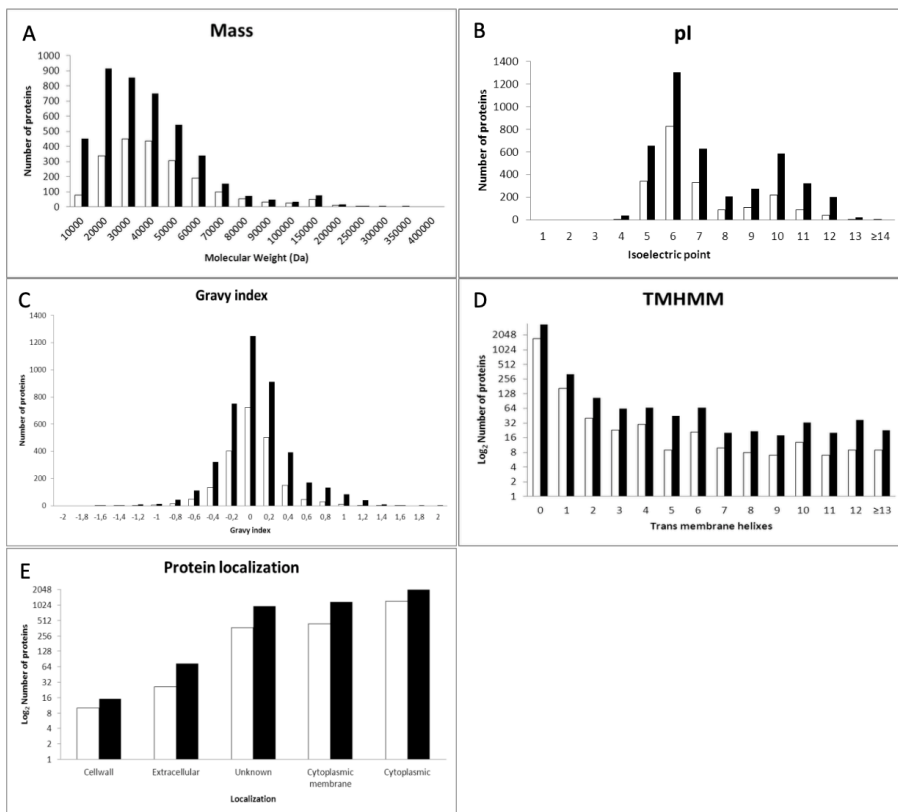 A
Mass
Number of proteins
1000
900
800
700
600
500
400
300
200
100
0
10000 20000 30000 40000 50000 60000 70000 80000 90000 100000 150000 200000 250000 300000 350000 400000
Molecular Weight (Da)
B
pI
Number of proteins
1400
1200
1000
800
600
400
200
0
1 2 3 4 5 6 7 8 9 10 11 12 13 ≥14
Isoelectric point
C
Gravy index
Number of proteins
1400
1200
1000
800
600
400
200
0
-2 -1,8 -1,6 -1,4 -1,2 -1 -0,8 -0,6 -0,4 -0,2 0 0,2 0,4 0,6 0,8 1 1,2 1,4 1,6 1,8 2
Gravy index
D
TMHMM
Log2 Number of proteins
2048
1024
512
256
128
64
32
16
8
4
2
1
0 1 2 3 4 5 6 7 8 9 10 11 12 ≥13
Trans membrane helixes
E
Protein localization
Log2 Number of proteins
2048
1024
512
256
128
64
32
16
8
4
2
1
Cellwall Extracellular Unknown Cytoplasmic Cytoplasmic
membrane
Localization